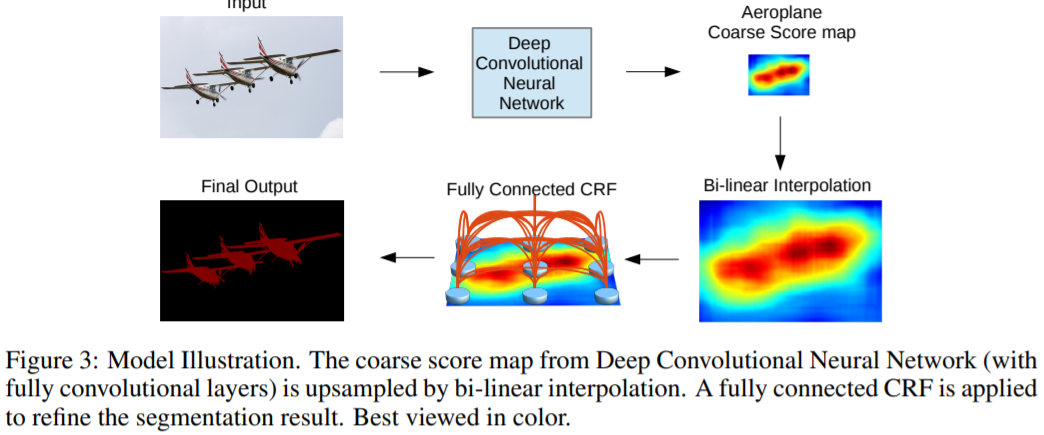 Input
Aeroplane
Coarse Score map
Deep
Convolutional
Neural
Network
Final Output
Fully Connected CRF
Bi-linear Interpolation
Figure 3: Model Illustration. The coarse score map from Deep Convolutional Neural Network (with
fully convolutional layers) is upsampled by bi-linear interpolation. A fully connected CRF is applied
to refine the segmentation result. Best viewed in color.